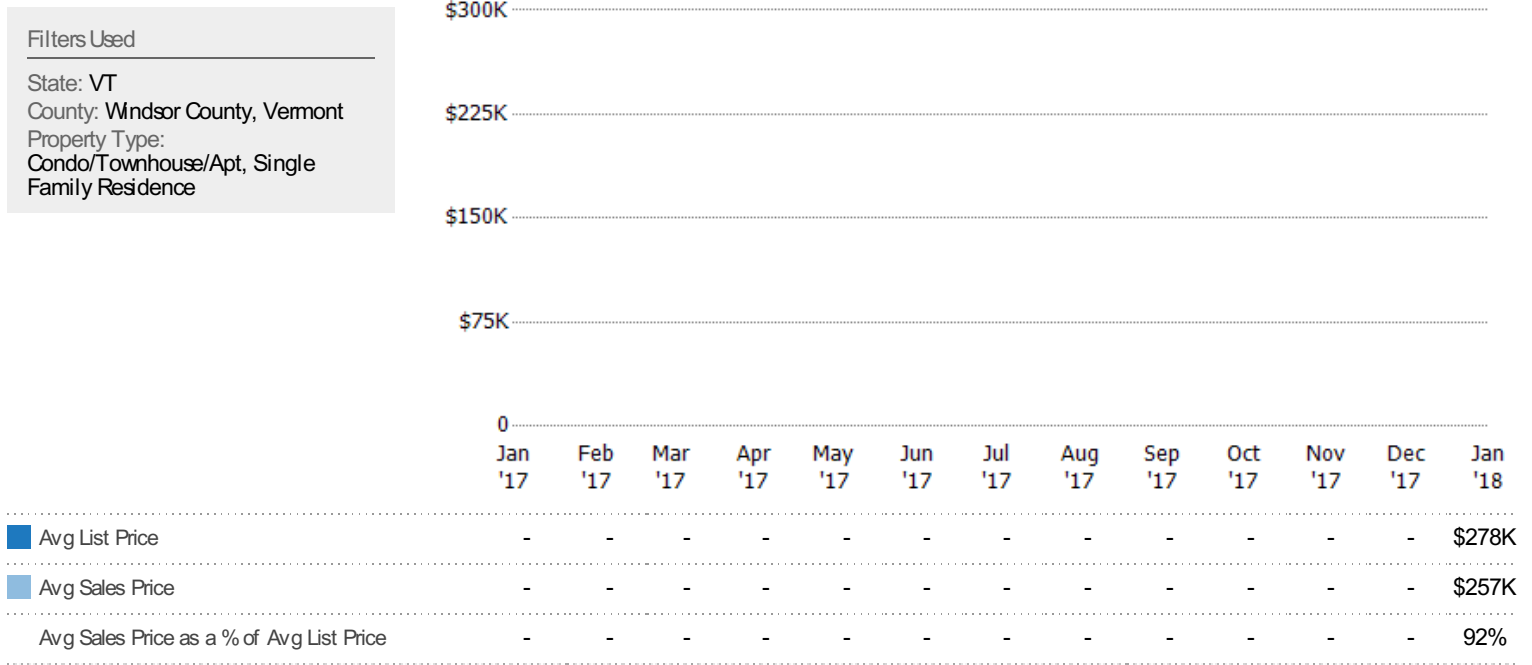 Filters Used
State: VT
County: Windsor County, Vermont
Property Type:
Condo/Townhouse/Apt, Single
Family Residence
$300K
$225K
$150K
$75K
0
Jan Feb Mar Apr May Jun Jul Aug Sep Oct Nov Dec Jan
'17 '17 '17 '17 '17 '17 '17 '17 '17 '17 '17 '17 '18
Avg List Price - - - - - - - - - - - - $278K
Avg Sales Price - - - - - - - - - - - - $257K
Avg Sales Price as a % of Avg List Price - - - - - - - - - - - - 92%